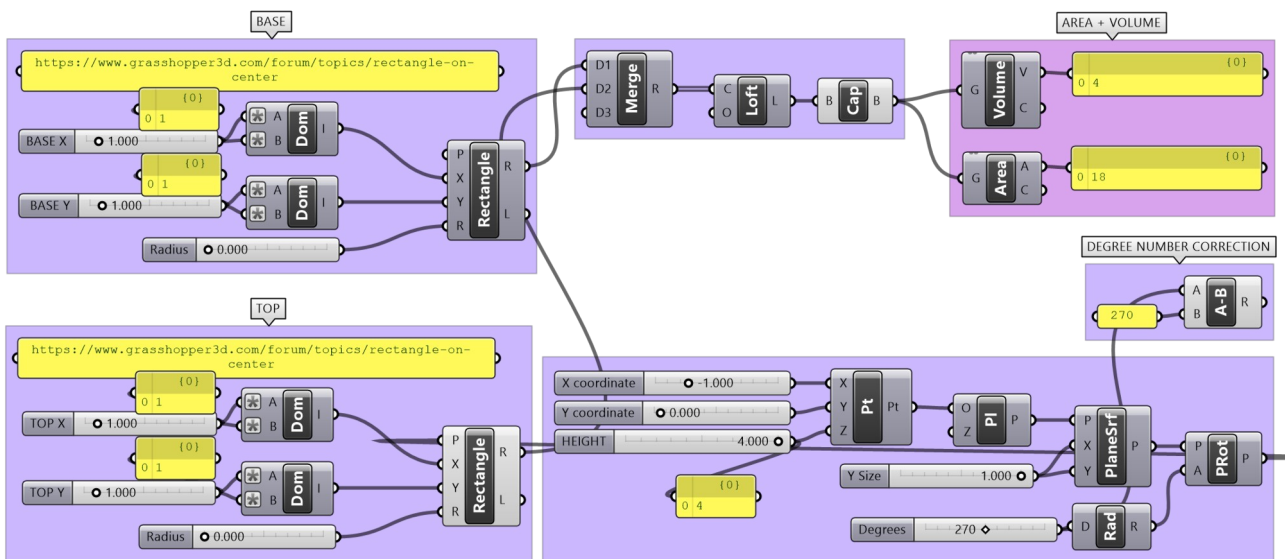 BASE
https://www.grasshopper3d.com/forum/topics/rectangle-on-
center
{0}
0 1
BASE X 1.000
A
B
Dom
I
{0}
0 1
BASE Y 1.000
A
B
Dom
I
Radius 0.000
P
X
Y
R
Rectangle
R
L
D1
D2
D3
Merge
R
C
O
Loft
L
B
Cap
B
AREA + VOLUME
G
Volume
V
C
{0}
0 4
G
Area
A
C
{0}
0 18
DEGREE NUMBER CORRECTION
270
A
B
A-B
R
TOP
https://www.grasshopper3d.com/forum/topics/rectangle-on-
center
{0}
0 1
TOP X 1.000
A
B
Dom
I
{0}
0 1
TOP Y 1.000
A
B
Dom
I
Radius 0.000
P
X
Y
R
Rectangle
R
L
X coordinate -1.000
Y coordinate 0.000
HEIGHT 4.000
{0}
0 4
X
Y
Z
Pt
Pt
O
Z
Pl
P
Y Size 1.000
P
X
Y
PlaneSrf
P
Degrees 270
D
Rad
R
P
A
PRot
P